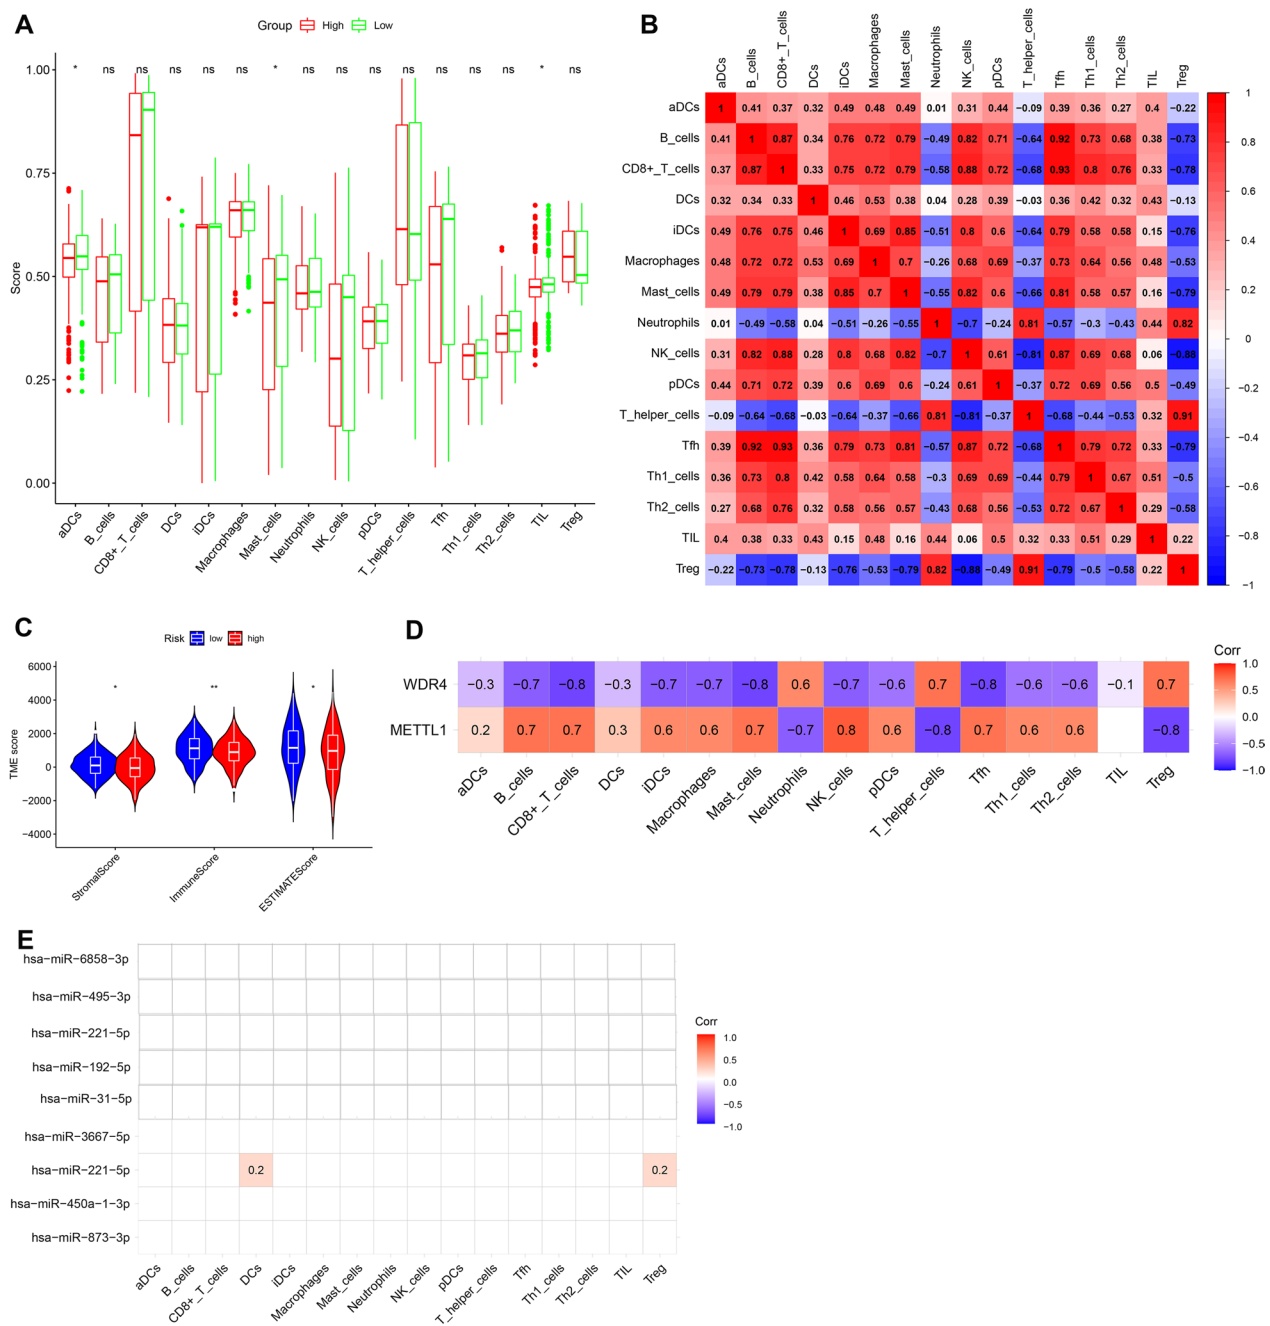 A
Group High Low
* ns ns ns ns ns * ns ns ns ns ns ns ns * ns
1.00
0.75
0.50
0.25
0.00
Score
aDCs B_cells CD8+_T_cells DCs iDCs Macrophages Mast_cells Neutrophils NK_cells pDCs T_helper_cells Tfh Th1_cells Th2_cells TIL Treg
B
aDCs B_cells CD8+_T_cells DCs iDCs Macrophages Mast_cells Neutrophils NK_cells pDCs T_helper_cells Tfh Th1_cells Th2_cells TIL Treg
aDCs 1 0.41 0.37 0.32 0.49 0.48 0.49 0.01 0.31 0.44 −0.09 0.39 0.36 0.27 0.4 −0.22
B_cells 0.41 1 0.87 0.34 0.76 0.72 0.79 −0.49 0.82 0.71 −0.64 0.92 0.73 0.68 0.38 −0.73
CD8+_T_cells 0.37 0.87 1 0.33 0.75 0.72 0.79 −0.58 0.88 0.72 −0.68 0.93 0.8 0.76 0.33 −0.78
DCs 0.32 0.34 0.33 1 0.46 0.53 0.38 0.04 0.28 0.39 −0.03 0.36 0.42 0.32 0.43 −0.13
iDCs 0.49 0.76 0.75 0.46 1 0.69 0.85 −0.51 0.8 0.6 −0.64 0.79 0.58 0.58 0.15 −0.76
Macrophages 0.48 0.72 0.72 0.53 0.69 1 0.7 −0.26 0.68 0.69 −0.37 0.73 0.64 0.56 0.48 −0.53
Mast_cells 0.49 0.79 0.79 0.38 0.85 0.7 1 −0.55 0.82 0.6 −0.66 0.81 0.58 0.57 0.16 −0.79
Neutrophils 0.01 −0.49 −0.58 0.04 −0.51 −0.26 −0.55 1 −0.7 −0.24 0.81 −0.57 −0.3 −0.43 0.44 0.82
NK_cells 0.31 0.82 0.88 0.28 0.8 0.68 0.82 −0.7 1 0.61 −0.81 0.87 0.69 0.68 0.06 −0.88
pDCs 0.44 0.71 0.72 0.39 0.6 0.69 0.6 −0.24 0.61 1 −0.37 0.72 0.69 0.56 0.5 −0.49
T_helper_cells −0.09 −0.64 −0.68 −0.03 −0.64 −0.37 −0.66 0.81 −0.81 −0.37 1 −0.68 −0.44 −0.53 0.32 0.91
Tfh 0.39 0.92 0.93 0.36 0.79 0.73 0.81 −0.57 0.87 0.72 −0.68 1 0.79 0.72 0.33 −0.79
Th1_cells 0.36 0.73 0.8 0.42 0.58 0.64 0.58 −0.3 0.69 0.69 −0.44 0.79 1 0.67 0.51 −0.5
Th2_cells 0.27 0.68 0.76 0.32 0.58 0.56 0.57 −0.43 0.68 0.56 −0.53 0.72 0.67 1 0.29 −0.58
TIL 0.4 0.38 0.33 0.43 0.15 0.48 0.16 0.44 0.06 0.5 0.32 0.33 0.51 0.29 1 0.22
Treg −0.22 −0.73 −0.78 −0.13 −0.76 −0.53 −0.79 0.82 −0.88 −0.49 0.91 −0.79 −0.5 −0.58 0.22 1
1
0.8
0.6
0.4
0.2
0
−0.2
−0.4
−0.6
−0.8
−1
C
Risk low high
* ** *
6000
4000
2000
0
−2000
−4000
TME score
StromalScore ImmuneScore ESTIMATEScore
D
WDR4 −0.3 −0.7 −0.8 −0.3 −0.7 −0.7 −0.8 0.6 −0.7 −0.6 0.7 −0.8 −0.6 −0.6 −0.1 0.7
METTL1 0.2 0.7 0.7 0.3 0.6 0.6 0.7 −0.7 0.8 0.6 −0.8 0.7 0.6 0.6 −0.8
aDCs B_cells CD8+_T_cells DCs iDCs Macrophages Mast_cells Neutrophils NK_cells pDCs T_helper_cells Tfh Th1_cells Th2_cells TIL Treg
Corr
1.0
0.5
0.0
−0.5
−1.0
E
hsa−miR−6858−3p
hsa−miR−495−3p
hsa−miR−221−5p
hsa−miR−192−5p
hsa−miR−31−5p
hsa−miR−3667−5p
hsa−miR−221−5p 0.2 0.2
hsa−miR−450a−1−3p
hsa−miR−873−3p
aDCs B_cells CD8+_T_cells DCs iDCs Macrophages Mast_cells Neutrophils NK_cells pDCs T_helper_cells Tfh Th1_cells Th2_cells TIL Treg
Corr
1.0
0.5
0.0
−0.5
−1.0